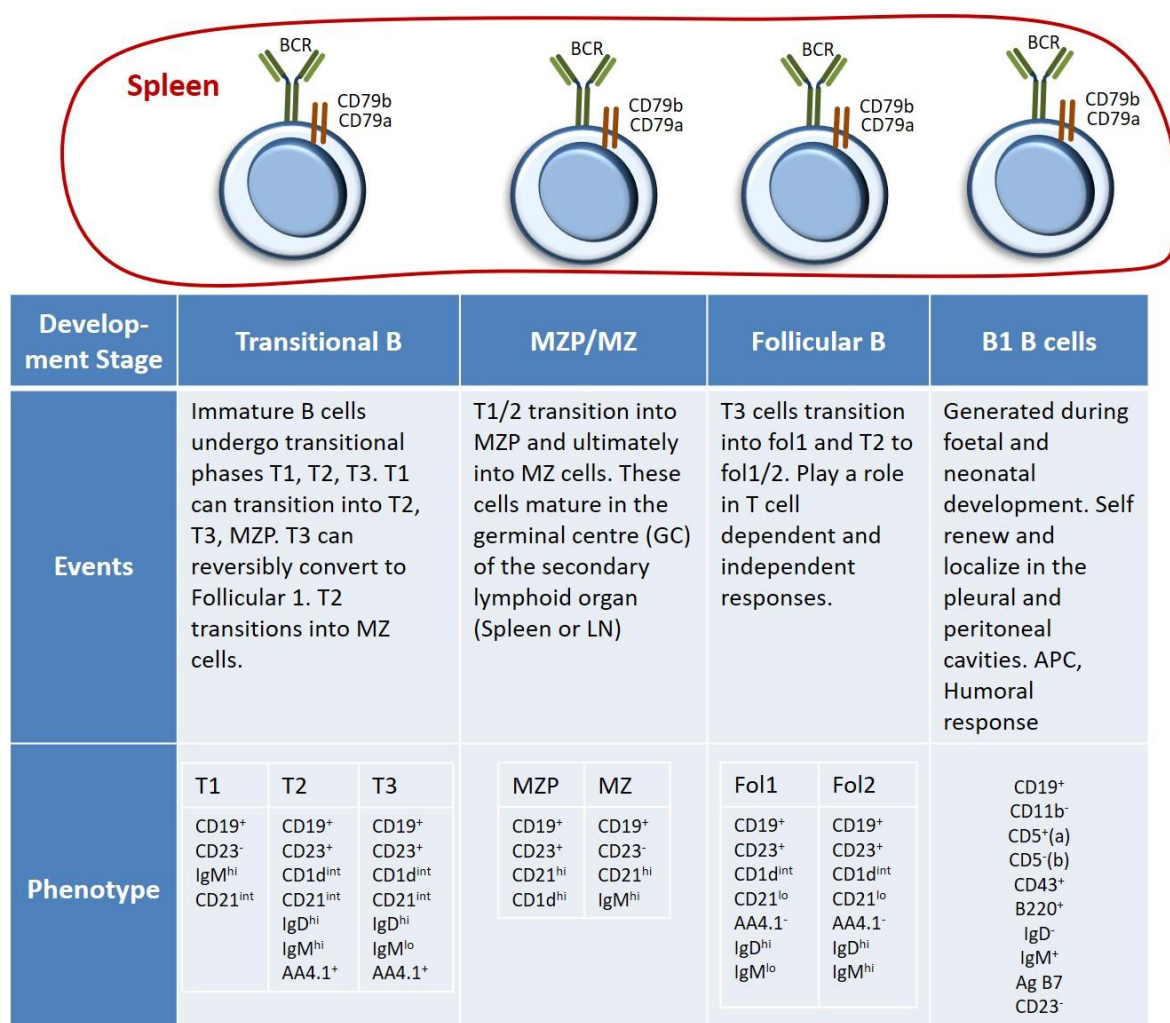 Spleen
BCR
CD79b
CD79a
BCR
CD79b
CD79a
BCR
CD79b
CD79a
BCR
CD79b
CD79a
Develop-
ment Stage
Transitional B
MZP/MZ
Follicular B
B1 B cells
Events
Immature B cells
undergo transitional
phases T1, T2, T3. T1
can transition into T2,
T3, MZP. T3 can
reversibly convert to
Follicular 1. T2
transitions into MZ
cells.
T1/2 transition into
MZP and ultimately
into MZ cells. These
cells mature in the
germinal centre (GC)
of the secondary
lymphoid organ
(Spleen or LN)
T3 cells transition
into fol1 and T2 to
fol1/2. Play a role
in T cell
dependent and
independent
responses.
Generated during
foetal and
neonatal
development. Self
renew and
localize in the
pleural and
peritoneal
cavities. APC,
Humoral
response
Phenotype
T1
CD19⁺
CD23⁻
IgMʰⁱ
CD21ⁱⁿᵗ
T2
CD19⁺
CD23⁺
CD1dⁱⁿᵗ
CD21ⁱⁿᵗ
IgDʰⁱ
IgMʰⁱ
AA4.1⁺
T3
CD19⁺
CD23⁺
CD1dⁱⁿᵗ
CD21ⁱⁿᵗ
IgDʰⁱ
IgMˡᵒ
AA4.1⁺
MZP
CD19⁺
CD23⁺
CD21ʰⁱ
CD1dʰⁱ
MZ
CD19⁺
CD23⁻
CD21ʰⁱ
IgMʰⁱ
Fol1
CD19⁺
CD23⁺
CD1dⁱⁿᵗ
CD21ˡᵒ
AA4.1⁻
IgDʰⁱ
IgMˡᵒ
Fol2
CD19⁺
CD23⁺
CD1dⁱⁿᵗ
CD21ˡᵒ
AA4.1⁻
IgDʰⁱ
IgMʰⁱ
CD19⁺
CD11b⁻
CD5⁺(a)
CD5⁻(b)
CD43⁺
B220⁺
IgD⁻
IgM⁺
Ag B7
CD23⁻